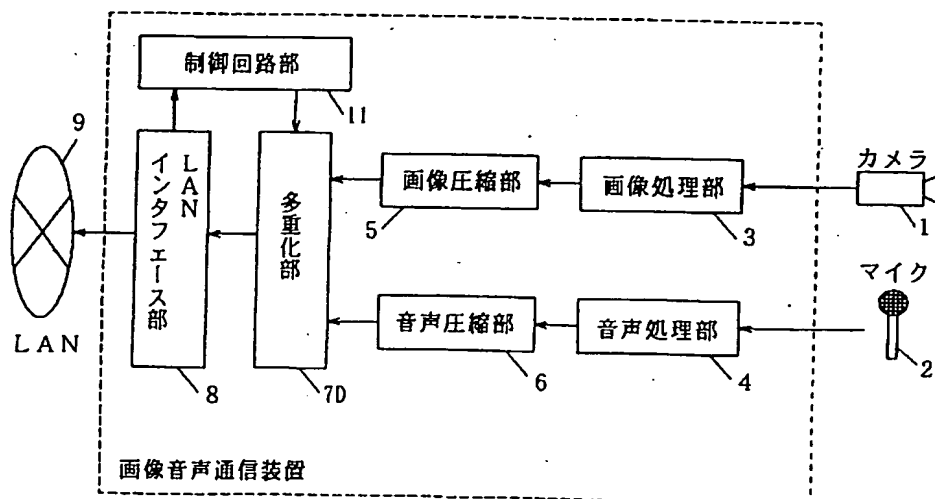 制御回路部
11
9
LAN
インタフェース部
8
多重化部
7D
画像圧縮部
5
画像処理部
3
カメラ
1
音声圧縮部
6
音声処理部
4
マイク
2
LAN
画像音声通信装置